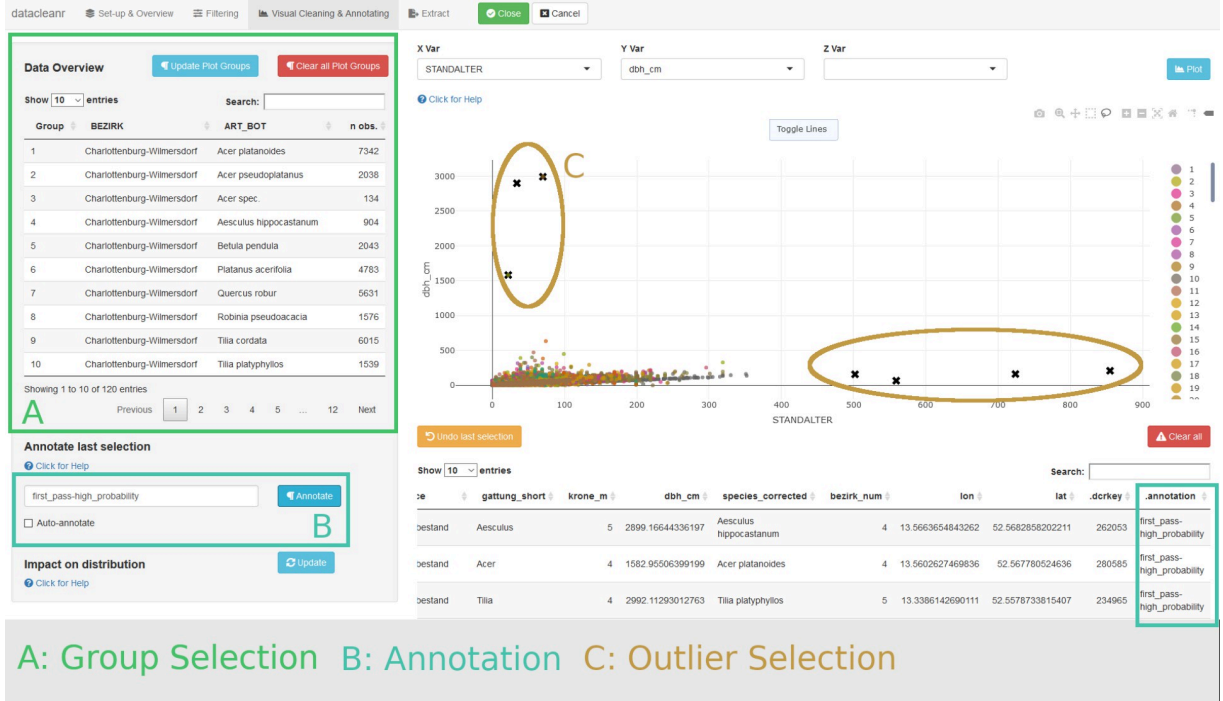 datacleanr Set-up & Overview Filtering Visual Cleaning & Annotating Extract Close Cancel
Data Overview Update Plot Groups Clear all Plot Groups
Show 10 entries Search:
Group BEZIRK ART_BOT n obs.
1 Charlottenburg-Wilmersdorf Acer platanoides 7342
2 Charlottenburg-Wilmersdorf Acer pseudoplatanus 2038
3 Charlottenburg-Wilmersdorf Acer spec. 134
4 Charlottenburg-Wilmersdorf Aesculus hippocastanum 904
5 Charlottenburg-Wilmersdorf Betula pendula 2043
6 Charlottenburg-Wilmersdorf Platanus acerifolia 4783
7 Charlottenburg-Wilmersdorf Quercus robur 5631
8 Charlottenburg-Wilmersdorf Robinia pseudoacacia 1576
9 Charlottenburg-Wilmersdorf Tilia cordata 6015
10 Charlottenburg-Wilmersdorf Tilia platyphyllos 1539
Showing 1 to 10 of 120 entries
A
Previous 1 2 3 4 5 ... 12 Next
Annotate last selection
Click for Help
first_pass-high_probability Annotate
Auto-annotate
B
Impact on distribution Update
Click for Help
X Var Y Var Z Var
STANDALTER dbh_cm Plot
Click for Help
Toggle Lines
C
3000
2500
2000
1500
1000
500
0
dbh_cm
0 100 200 300 400 500 600 700 800 900
STANDALTER
1
2
3
4
5
6
7
8
9
10
11
12
13
14
15
16
17
18
19
Undo last selection Clear all
Show 10 entries Search:
ce gattung_short krone_m dbh_cm species_corrected bezirk_num lon lat .dcrkey .annotation
bestand Aesculus 5 2899.16644336197 Aesculus hippocastanum 4 13.5663654843262 52.5682858202211 262053 first_pass-high_probability
bestand Acer 4 1582.95506399199 Acer platanoides 4 13.5602627469836 52.567780524636 280585 first_pass-high_probability
bestand Tilia 4 2992.11293012763 Tilia platyphyllos 5 13.3386142690111 52.5578733815407 234965 first_pass-high_probability
A: Group Selection B: Annotation C: Outlier Selection